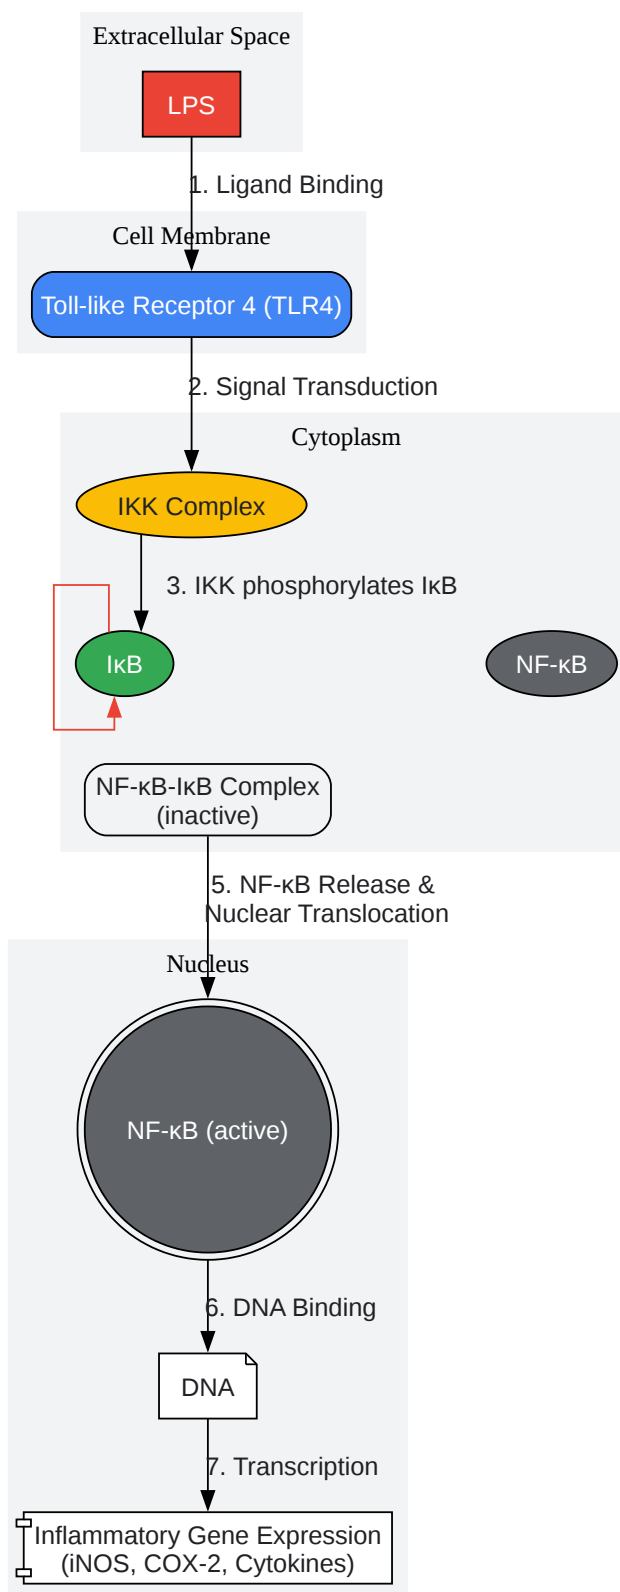 Extracellular Space
LPS
1. Ligand Binding
Cell Membrane
Toll-like Receptor 4 (TLR4)
2. Signal Transduction
Cytoplasm
IKK Complex
3. IKK phosphorylates IκB
IκB
NF-κB
NF-κB-IκB Complex
(inactive)
5. NF-κB Release &
Nuclear Translocation
Nucleus
NF-κB (active)
6. DNA Binding
DNA
7. Transcription
Inflammatory Gene Expression
(iNOS, COX-2, Cytokines)